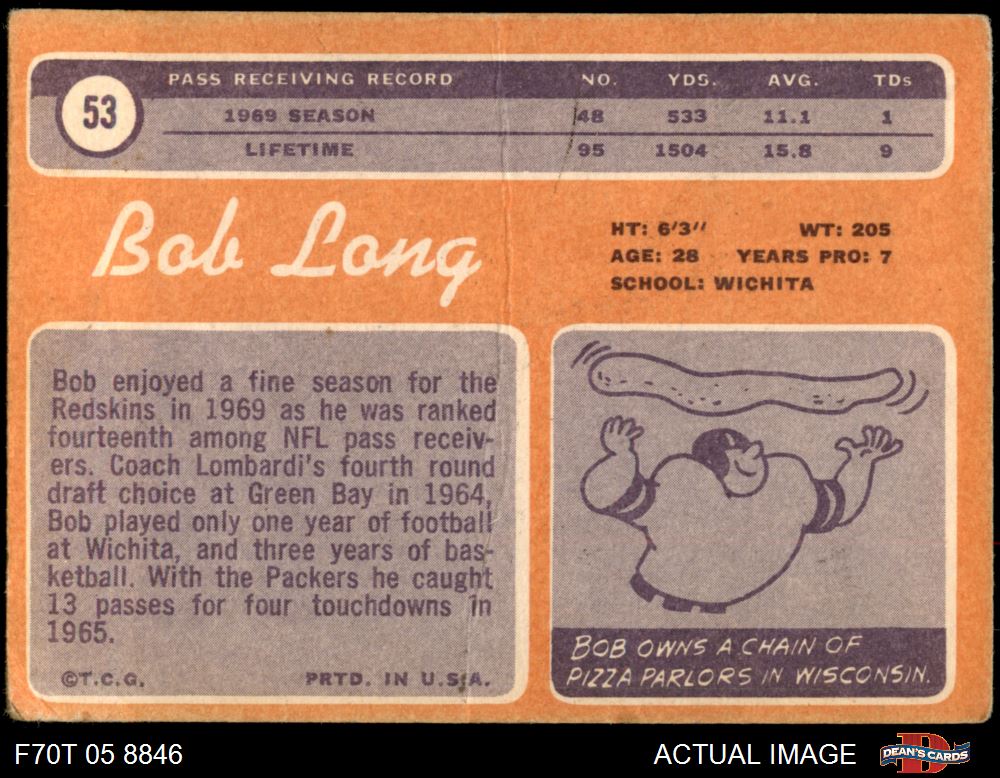 53
PASS RECEIVING RECORD NO. YDS. AVG. TDs
1969 SEASON 48 533 11.1 1
LIFETIME 95 1504 15.8 9
Bob Long
HT: 6'3" WT: 205
AGE: 28 YEARS PRO: 7
SCHOOL: WICHITA
Bob enjoyed a fine season for the
Redskins in 1969 as he was ranked
fourteenth among NFL pass receiv-
ers. Coach Lombardi's fourth round
draft choice at Green Bay in 1964,
Bob played only one year of football
at Wichita, and three years of bas-
ketball. With the Packers he caught
13 passes for four touchdowns in
1965.
©T.C.G. PRTD. IN U.S.A.
BOB OWNS A CHAIN OF
PIZZA PARLORS IN WISCONSIN.
F70T 05 8846
ACTUAL IMAGE
D
DEAN'S CARDS